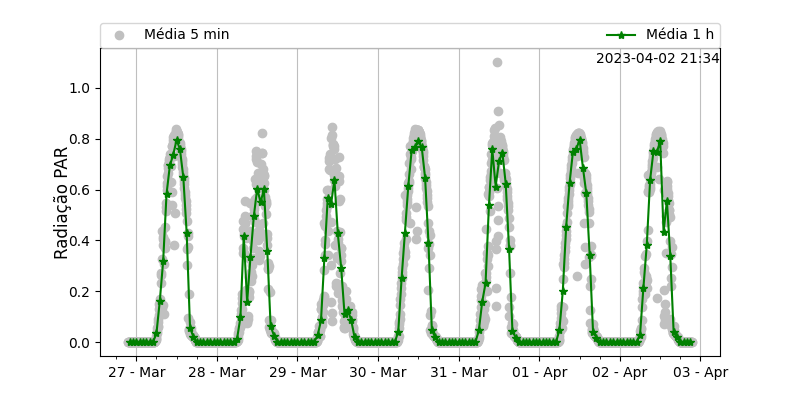 Média 5 min
Média 1 h
2023-04-02 21:34
Radiação PAR
1.0
0.8
0.6
0.4
0.2
0.0
27 - Mar
28 - Mar
29 - Mar
30 - Mar
31 - Mar
01 - Apr
02 - Apr
03 - Apr